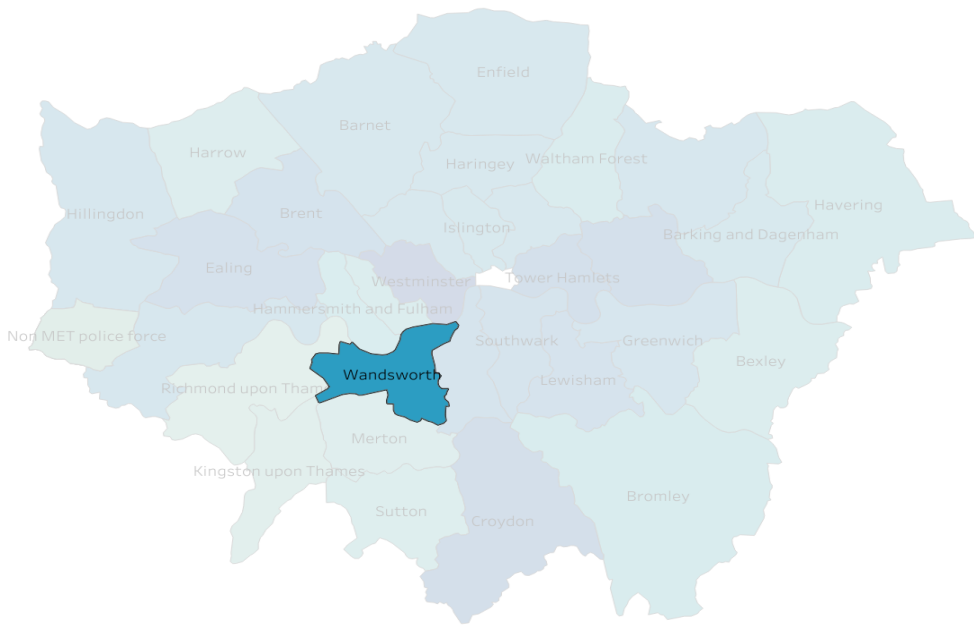 Enfield
Barnet
Harrow
Haringey
Waltham Forest
Havering
Hillingdon
Brent
Islington
Barking and Dagenham
Ealing
Westminster
Tower Hamlets
Hammersmith and Fulham
Non MET police force
Southwark
Greenwich
Bexley
Wandsworth
Lewisham
Richmond upon Tham
Merton
Kingston upon Thames
Bromley
Sutton
Croydon